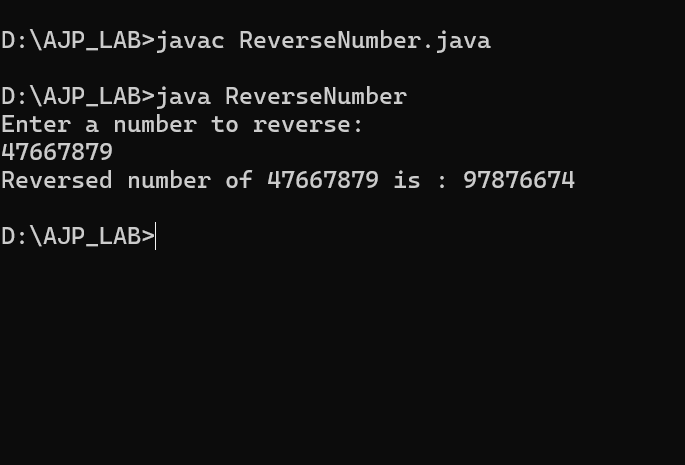 D:\AJP_LAB>javac ReverseNumber.java
D:\AJP_LAB>java ReverseNumber
Enter a number to reverse:
47667879
Reversed number of 47667879 is : 97876674
D:\AJP_LAB>